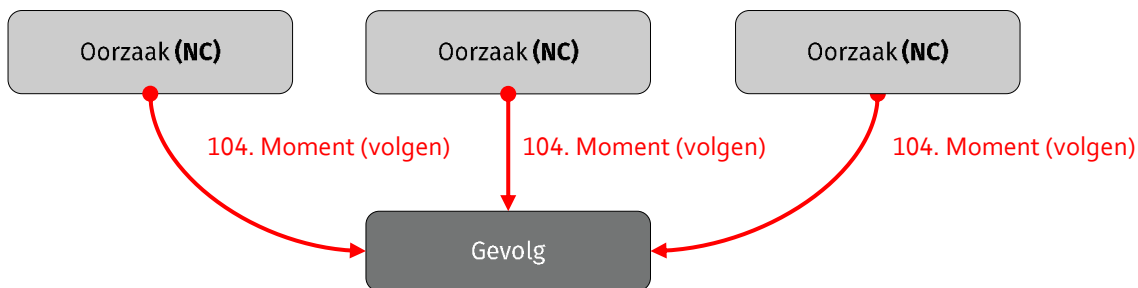 Oorzaak (NC)
Oorzaak (NC)
Oorzaak (NC)
104. Moment (volgen)
104. Moment (volgen)
104. Moment (volgen)
Gevolg